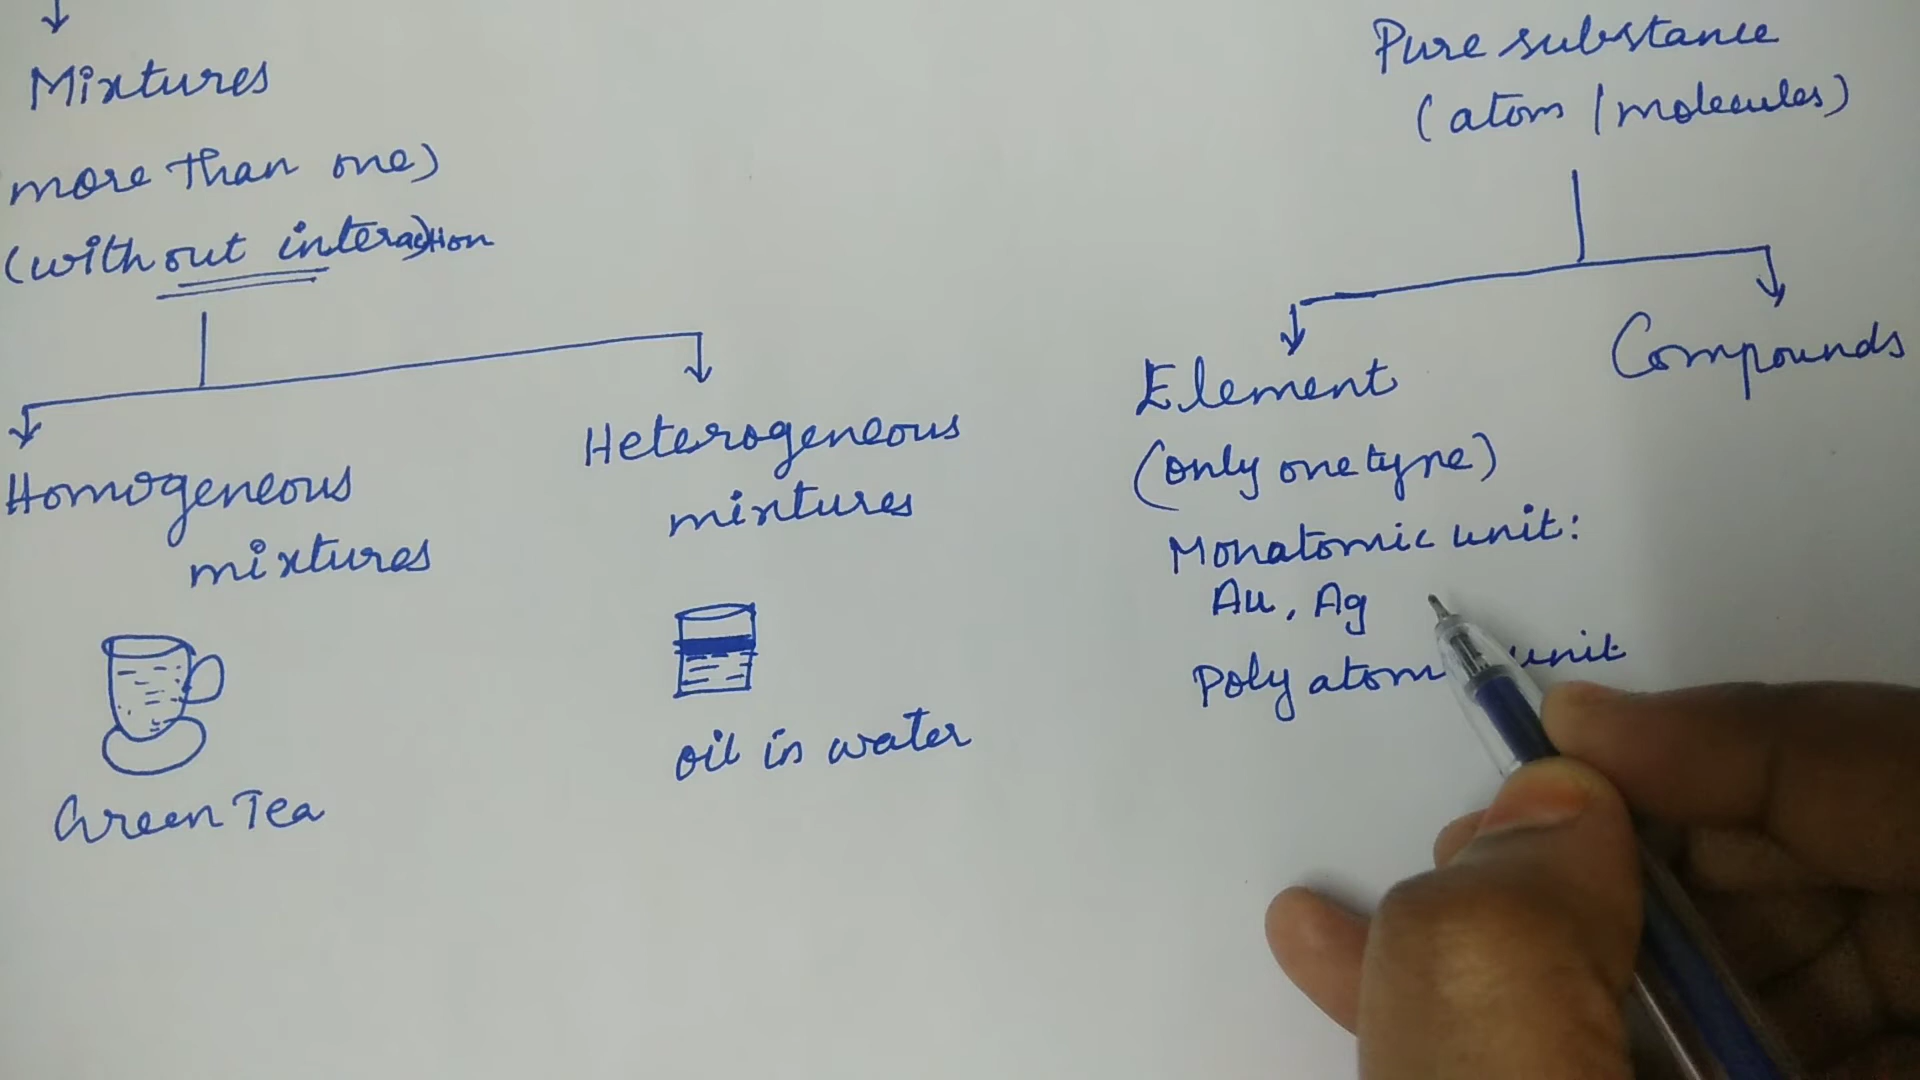 Mixtures
more than one)
(without interaction
Homogeneous
mixtures
Green Tea
Heterogeneous
mixtures
oil in water
Pure substance
(atom / molecules)
Element
(only one type)
Monatomic unit:
Au, Ag
Poly atom unit
Compounds